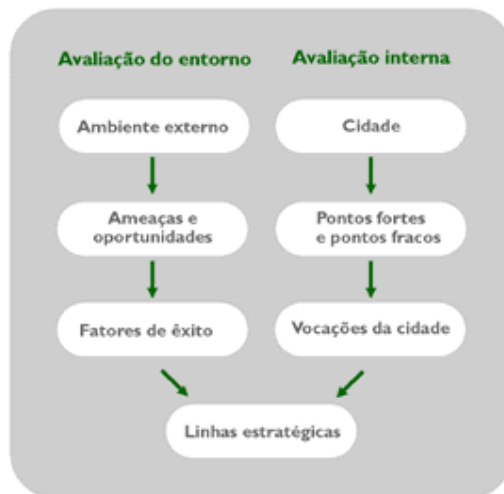 Avaliação do entorno
Avaliação interna
Ambiente externo
Cidade
Ameaças e
oportunidades
Pontos fortes
e pontos fracos
Fatores de êxito
Vocações da cidade
Linhas estratégicas